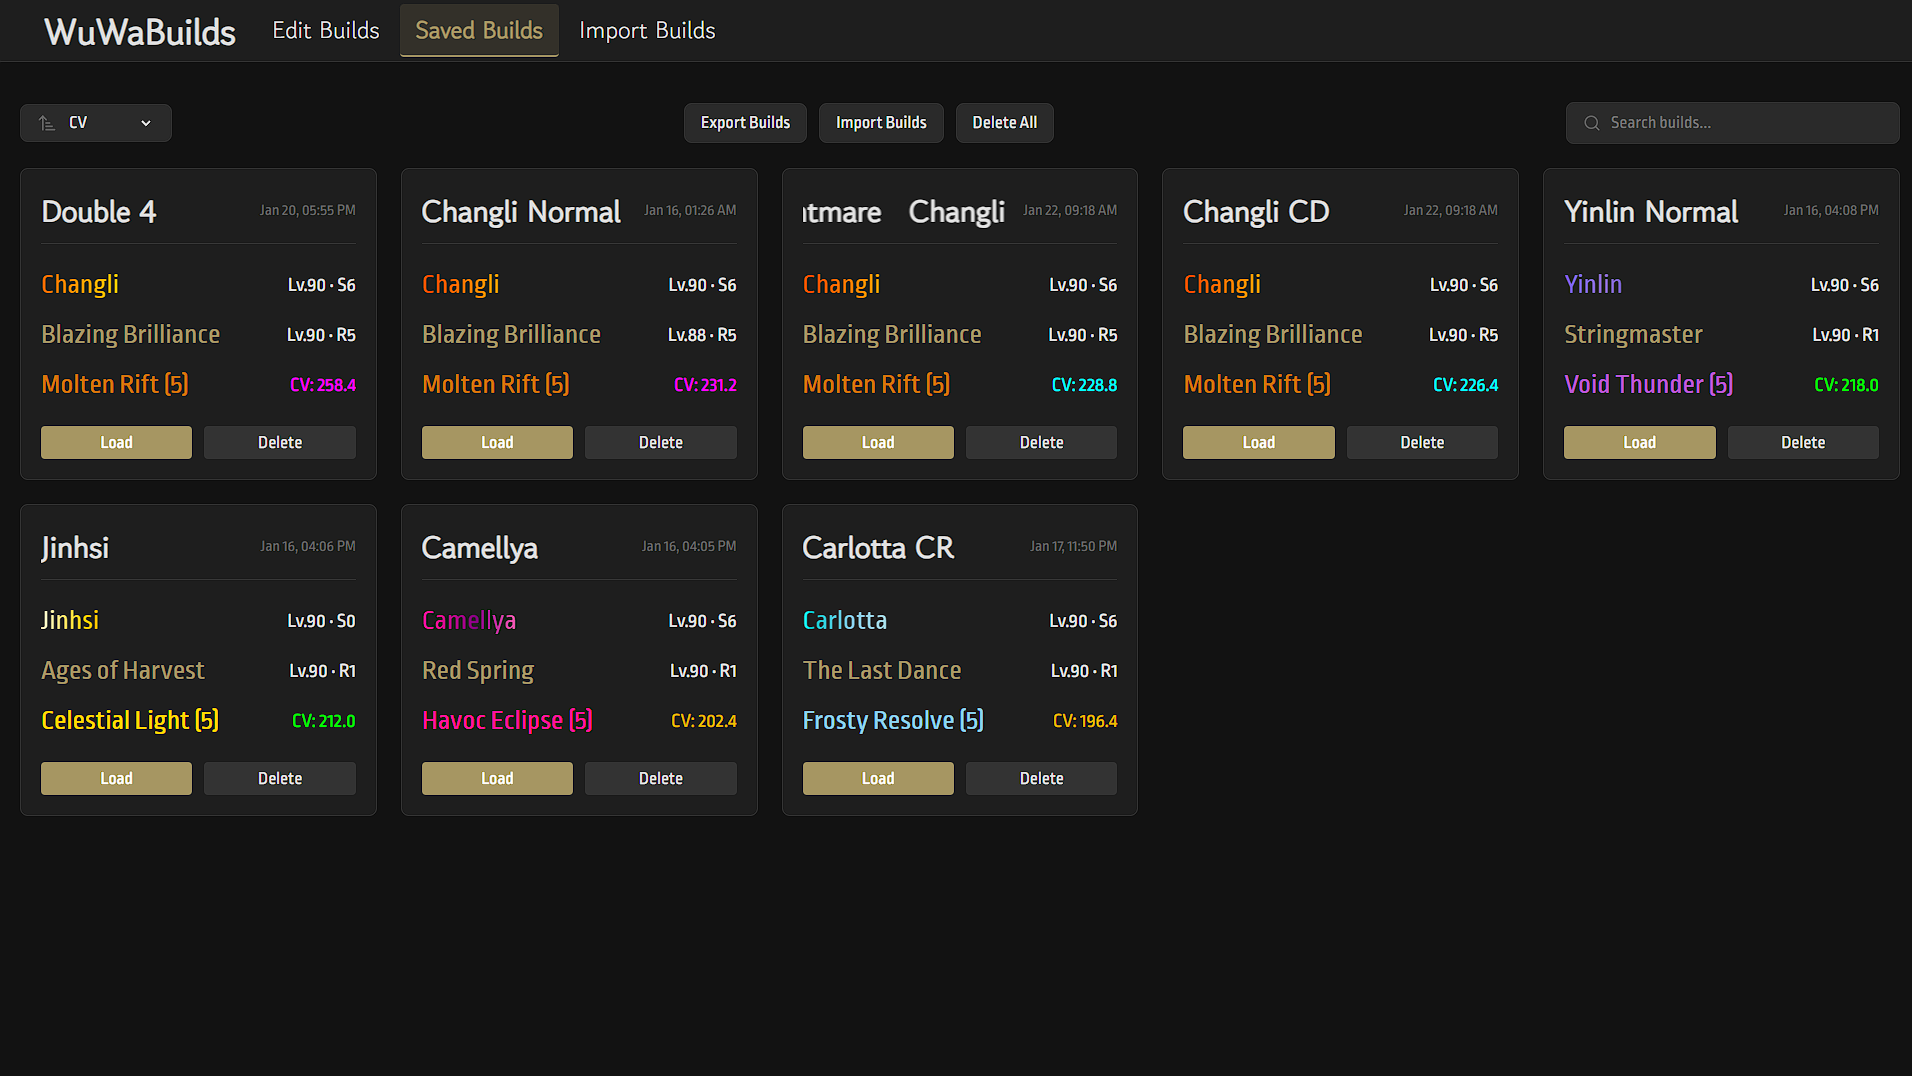 WuWaBuilds
Edit Builds
Saved Builds
Import Builds
CV
Export Builds
Import Builds
Delete All
Search builds...
Double 4
Jan 20, 05:55 PM
Changli
Lv.90 · S6
Blazing Brilliance
Lv.90 · R5
Molten Rift (5)
CV: 258.4
Load
Delete
Changli Normal
Jan 16, 01:26 AM
Changli
Lv.90 · S6
Blazing Brilliance
Lv.88 · R5
Molten Rift (5)
CV: 231.2
Load
Delete
tmare Changli
Jan 22, 09:18 AM
Changli
Lv.90 · S6
Blazing Brilliance
Lv.90 · R5
Molten Rift (5)
CV: 228.8
Load
Delete
Changli CD
Jan 22, 09:18 AM
Changli
Lv.90 · S6
Blazing Brilliance
Lv.90 · R5
Molten Rift (5)
CV: 226.4
Load
Delete
Yinlin Normal
Jan 16, 04:08 PM
Yinlin
Lv.90 · S6
Stringmaster
Lv.90 · R1
Void Thunder (5)
CV: 218.0
Load
Delete
Jinhsi
Jan 16, 04:06 PM
Jinhsi
Lv.90 · S0
Ages of Harvest
Lv.90 · R1
Celestial Light (5)
CV: 212.0
Load
Delete
Camellya
Jan 16, 04:05 PM
Camellya
Lv.90 · S6
Red Spring
Lv.90 · R1
Havoc Eclipse (5)
CV: 202.4
Load
Delete
Carlotta CR
Jan 17, 11:50 PM
Carlotta
Lv.90 · S6
The Last Dance
Lv.90 · R1
Frosty Resolve (5)
CV: 196.4
Load
Delete